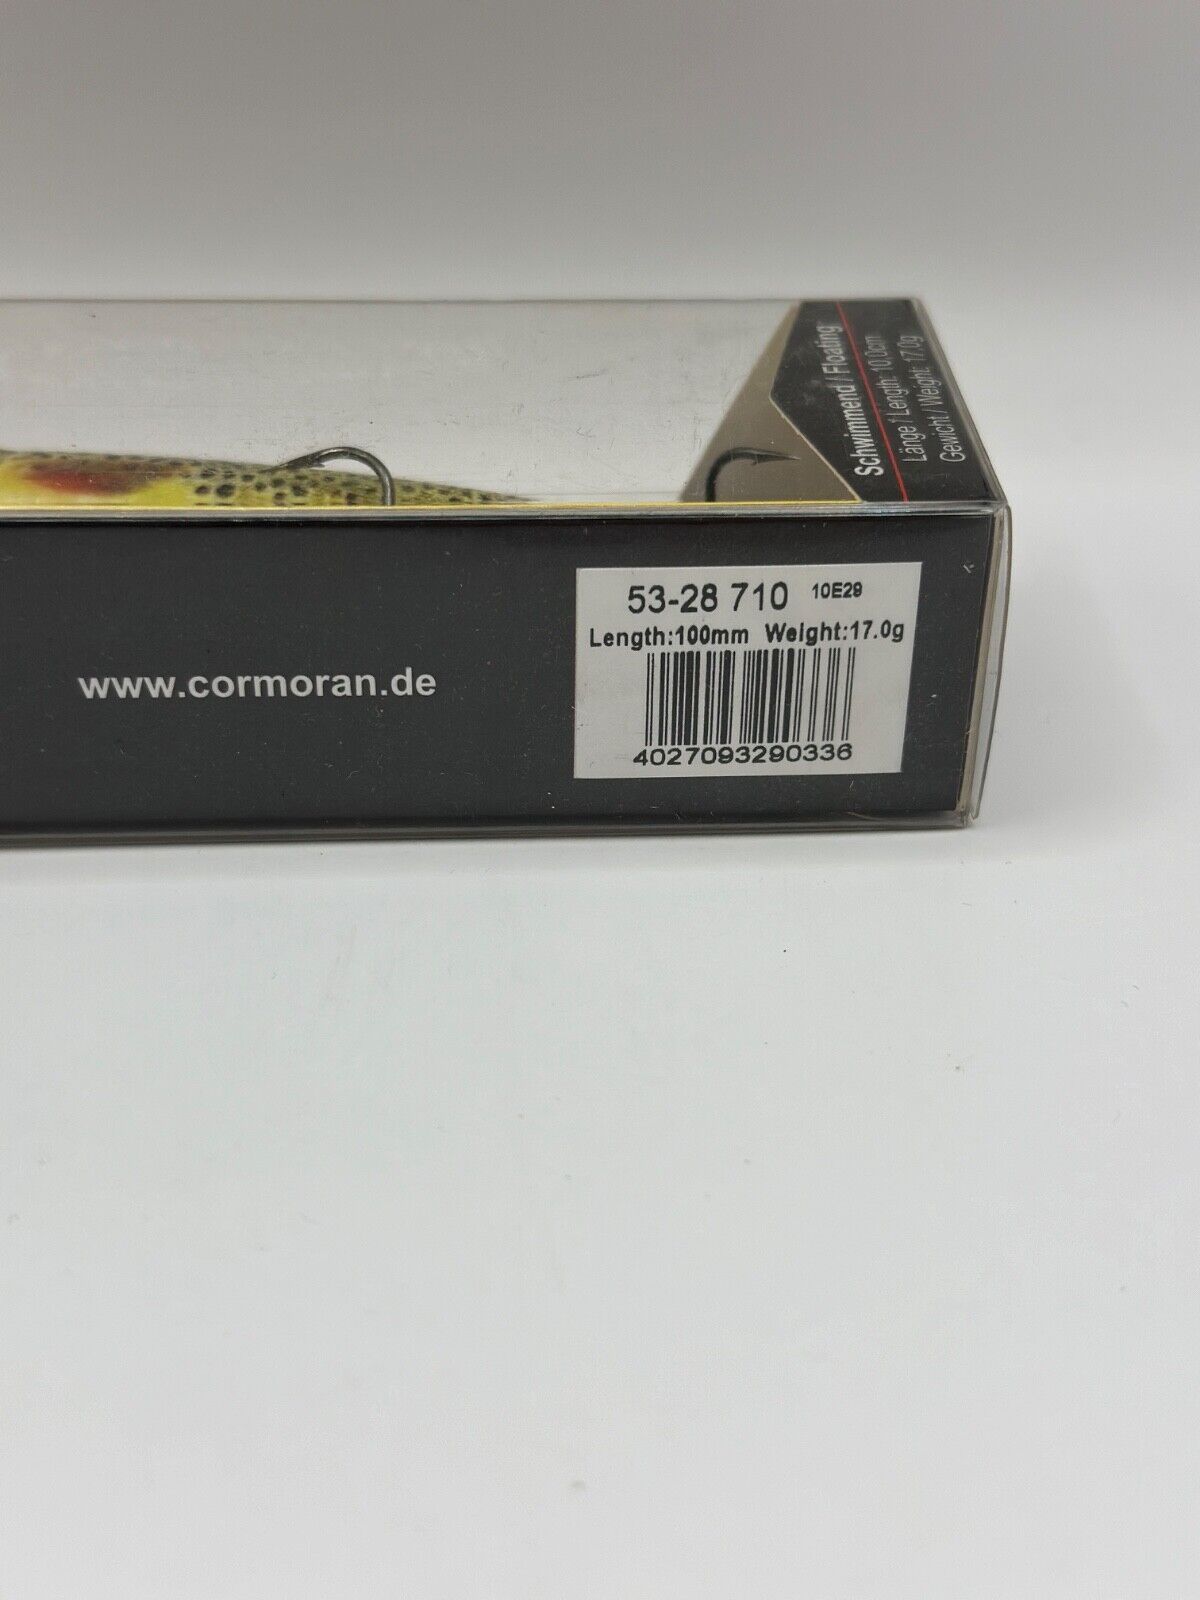 Schwimmend / Floating
Länge / Length: 10.0cm
Gewicht / Weight: 17.0g
53-28 710 10E29
Length:100mm Weight:17.0g
4027093290336
www.cormoran.de